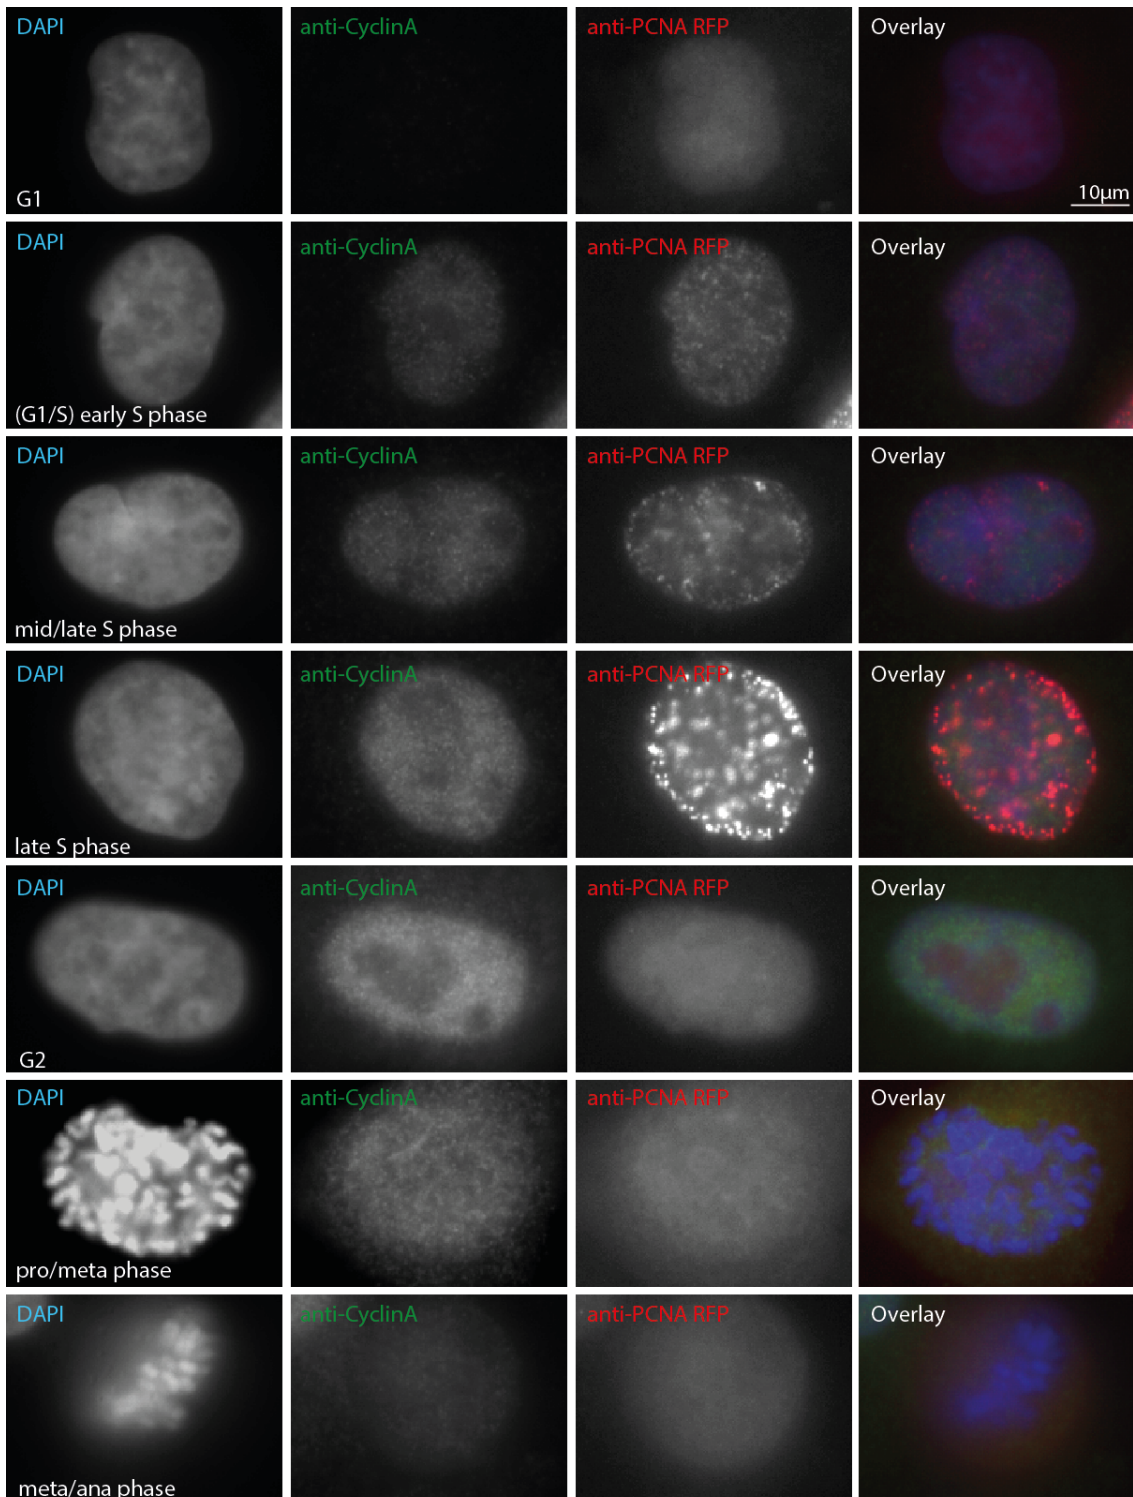 DAPI
anti-CyclinA
anti-PCNA RFP
Overlay
G1
10µm
DAPI
anti-CyclinA
anti-PCNA RFP
Overlay
(G1/S) early S phase
DAPI
anti-CyclinA
anti-PCNA RFP
Overlay
mid/late S phase
DAPI
anti-CyclinA
anti-PCNA RFP
Overlay
late S phase
DAPI
anti-CyclinA
anti-PCNA RFP
Overlay
G2
DAPI
anti-CyclinA
anti-PCNA RFP
Overlay
pro/meta phase
DAPI
anti-CyclinA
anti-PCNA RFP
Overlay
meta/ana phase